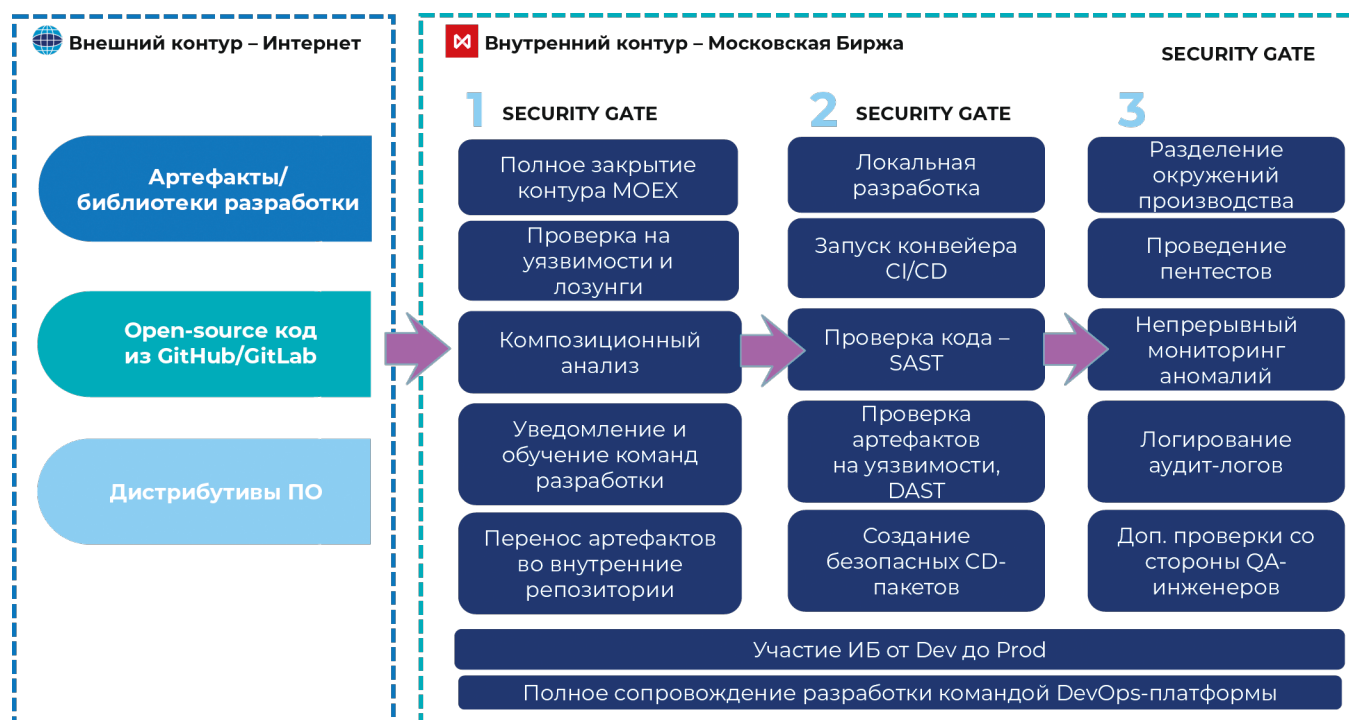 Внешний контур – Интернет
Артефакты/
библиотеки разработки
Open-source код
из GitHub/GitLab
Дистрибутивы ПО
Внутренний контур – Московская Биржа
1 SECURITY GATE
Полное закрытие
контура MOEX
Проверка на
уязвимости и
лозунги
Композиционный
анализ
Уведомление и
обучение команд
разработки
Перенос артефактов
во внутренние
репозитории
2 SECURITY GATE
Локальная
разработка
Запуск конвейера
CI/CD
Проверка кода –
SAST
Проверка
артефактов
на уязвимости,
DAST
Создание
безопасных CD-
пакетов
SECURITY GATE
3
Разделение
окружений
производства
Проведение
пентестов
Непрерывный
мониторинг
аномалий
Логирование
аудит-логов
Доп. проверки со
стороны QA-
инженеров
Участие ИБ от Dev до Prod
Полное сопровождение разработки командой DevOps-платформы